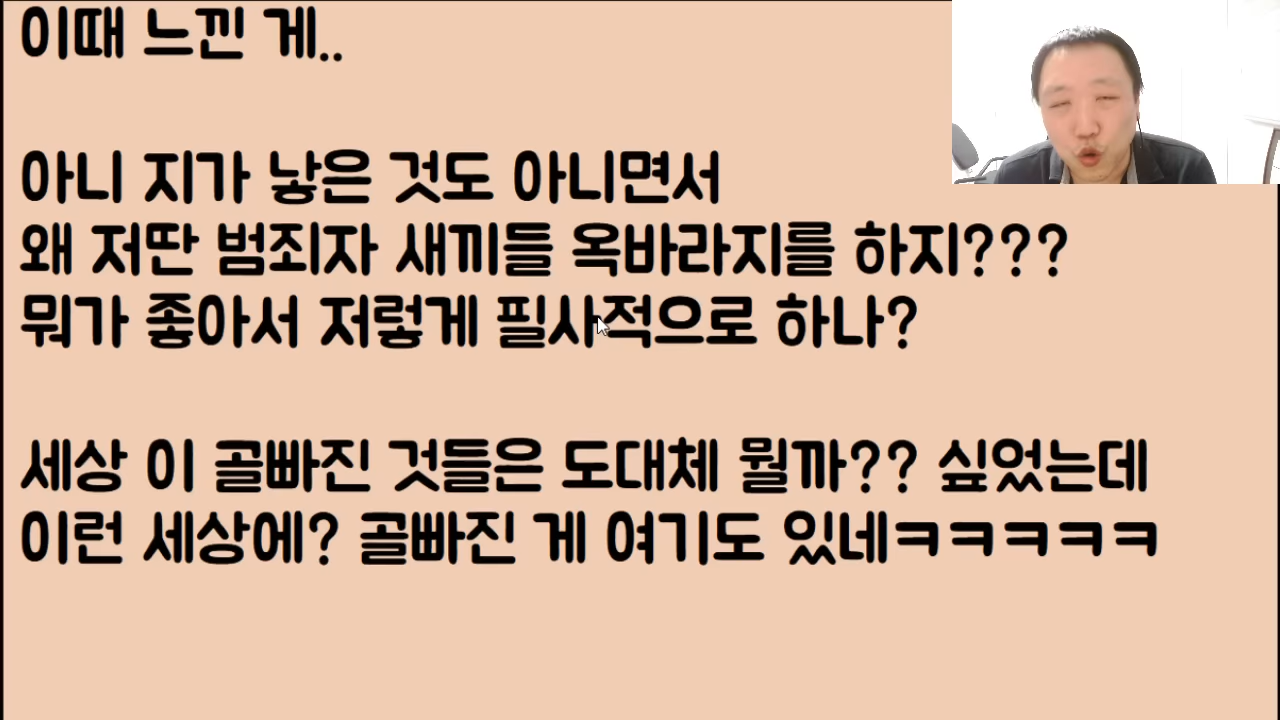 이때 느낀 게..
아니 지가 낳은 것도 아니면서
왜 저딴 범죄자 새끼들 옥바라지를 하지???
뭐가 좋아서 저렇게 필사적으로 하나?
세상 이 골빠진 것들은 도대체 뭘까?? 싶었는데
이런 세상에? 골빠진 게 여기도 있네ㅋㅋㅋㅋㅋ